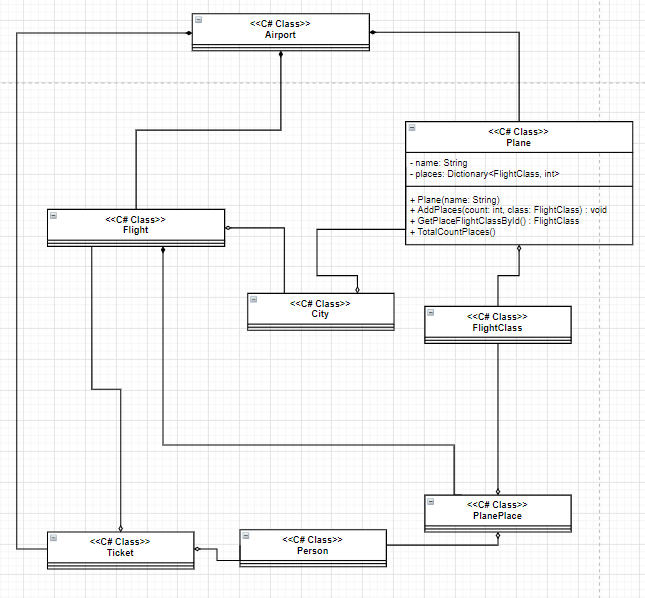 <<C# Class>>
Airport
<<C# Class>>
Plane
- name: String
- places: Dictionary<FlightClass, int>
+ Plane(name: String)
+ AddPlaces(count: int, class: FlightClass) : void
+ GetPlaceFlightClassById() : FlightClass
+ TotalCountPlaces()
<<C# Class>>
Flight
<<C# Class>>
City
<<C# Class>>
FlightClass
<<C# Class>>
PlanePlace
<<C# Class>>
Ticket
<<C# Class>>
Person